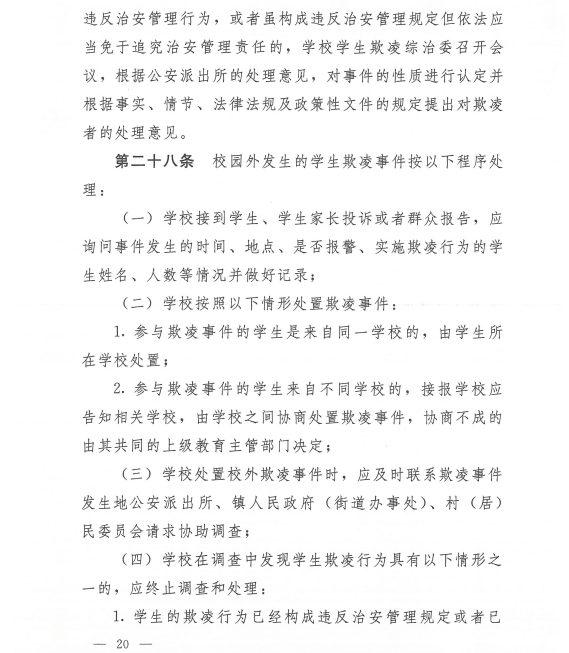 违反治安管理行为，或者虽构成违反治安管理规定但依法应
当免于追究治安管理责任的，学校学生欺凌综治委召开会
议，根据公安派出所的处理意见，对事件的性质进行认定并
根据事实、情节、法律法规及政策性文件的规定提出对欺凌
者的处理意见。
第二十八条 校园外发生的学生欺凌事件按以下程序处
理：
（一）学校接到学生、学生家长投诉或者群众报告，应
询问事件发生的时间、地点、是否报警、实施欺凌行为的学
生姓名、人数等情况并做好记录；
（二）学校按照以下情形处置欺凌事件：
1. 参与欺凌事件的学生是来自同一学校的，由学生所
在学校处置；
2. 参与欺凌事件的学生来自不同学校的，接报学校应
告知相关学校，由学校之间协商处置欺凌事件，协商不成的
由其共同的上级教育主管部门决定；
（三）学校处置校外欺凌事件时，应及时联系欺凌事件
发生地公安派出所、镇人民政府（街道办事处）、村（居）
民委员会请求协助调查；
（四）学校在调查中发现学生欺凌行为具有以下情形之
一的，应终止调查和处理：
1. 学生的欺凌行为已经构成违反治安管理规定或者已
— 20 —